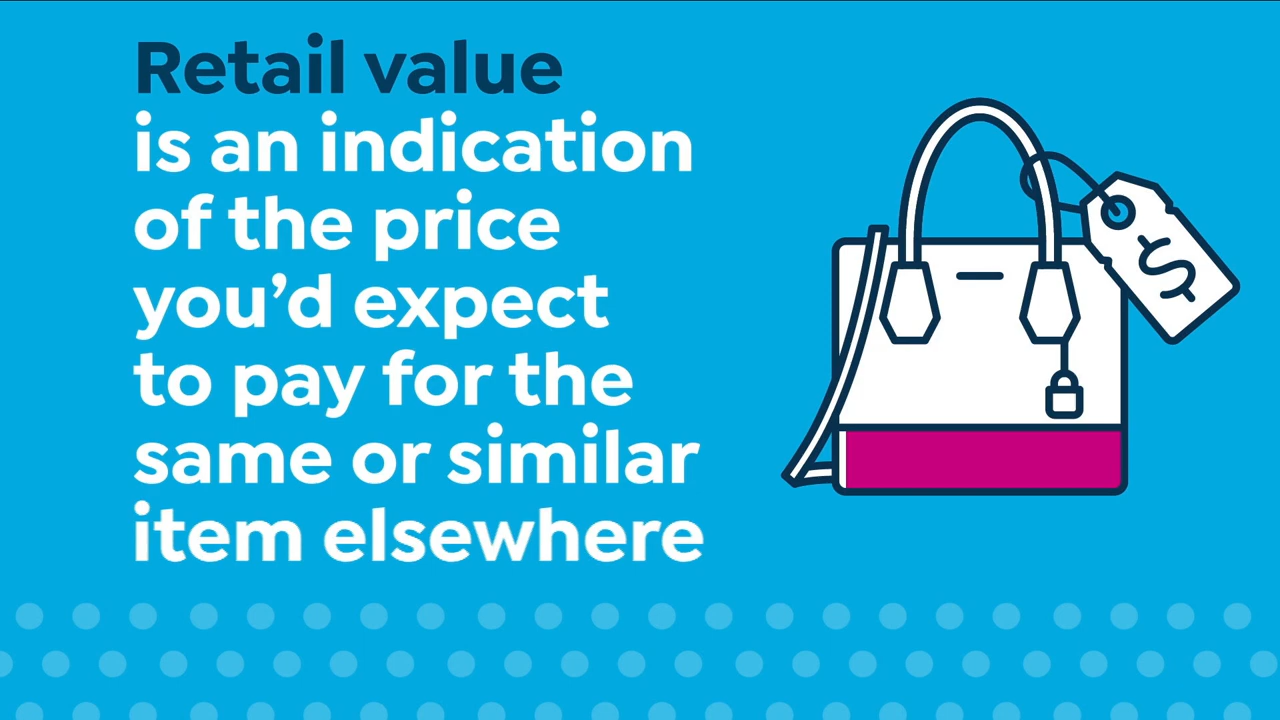 Retail value
is an indication
of the price
you’d expect
to pay for the
same or similar
item elsewhere
$